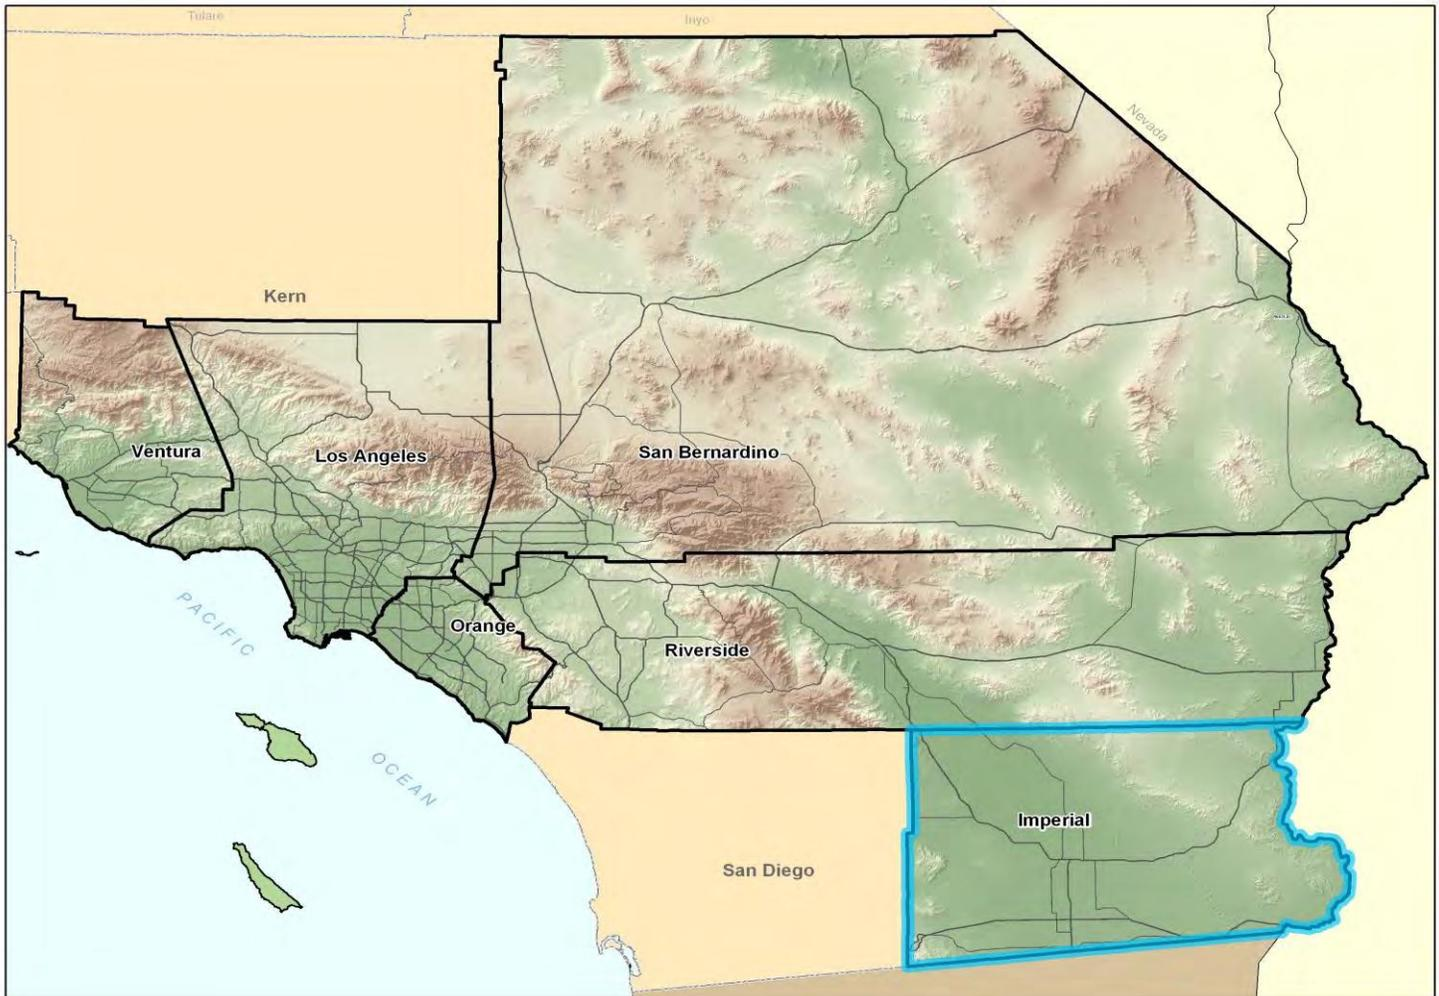 Tulare
Inyo
Nevada
Kern
Ventura
Los Angeles
San Bernardino
Orange
Riverside
PACIFIC
OCEAN
Imperial
San Diego